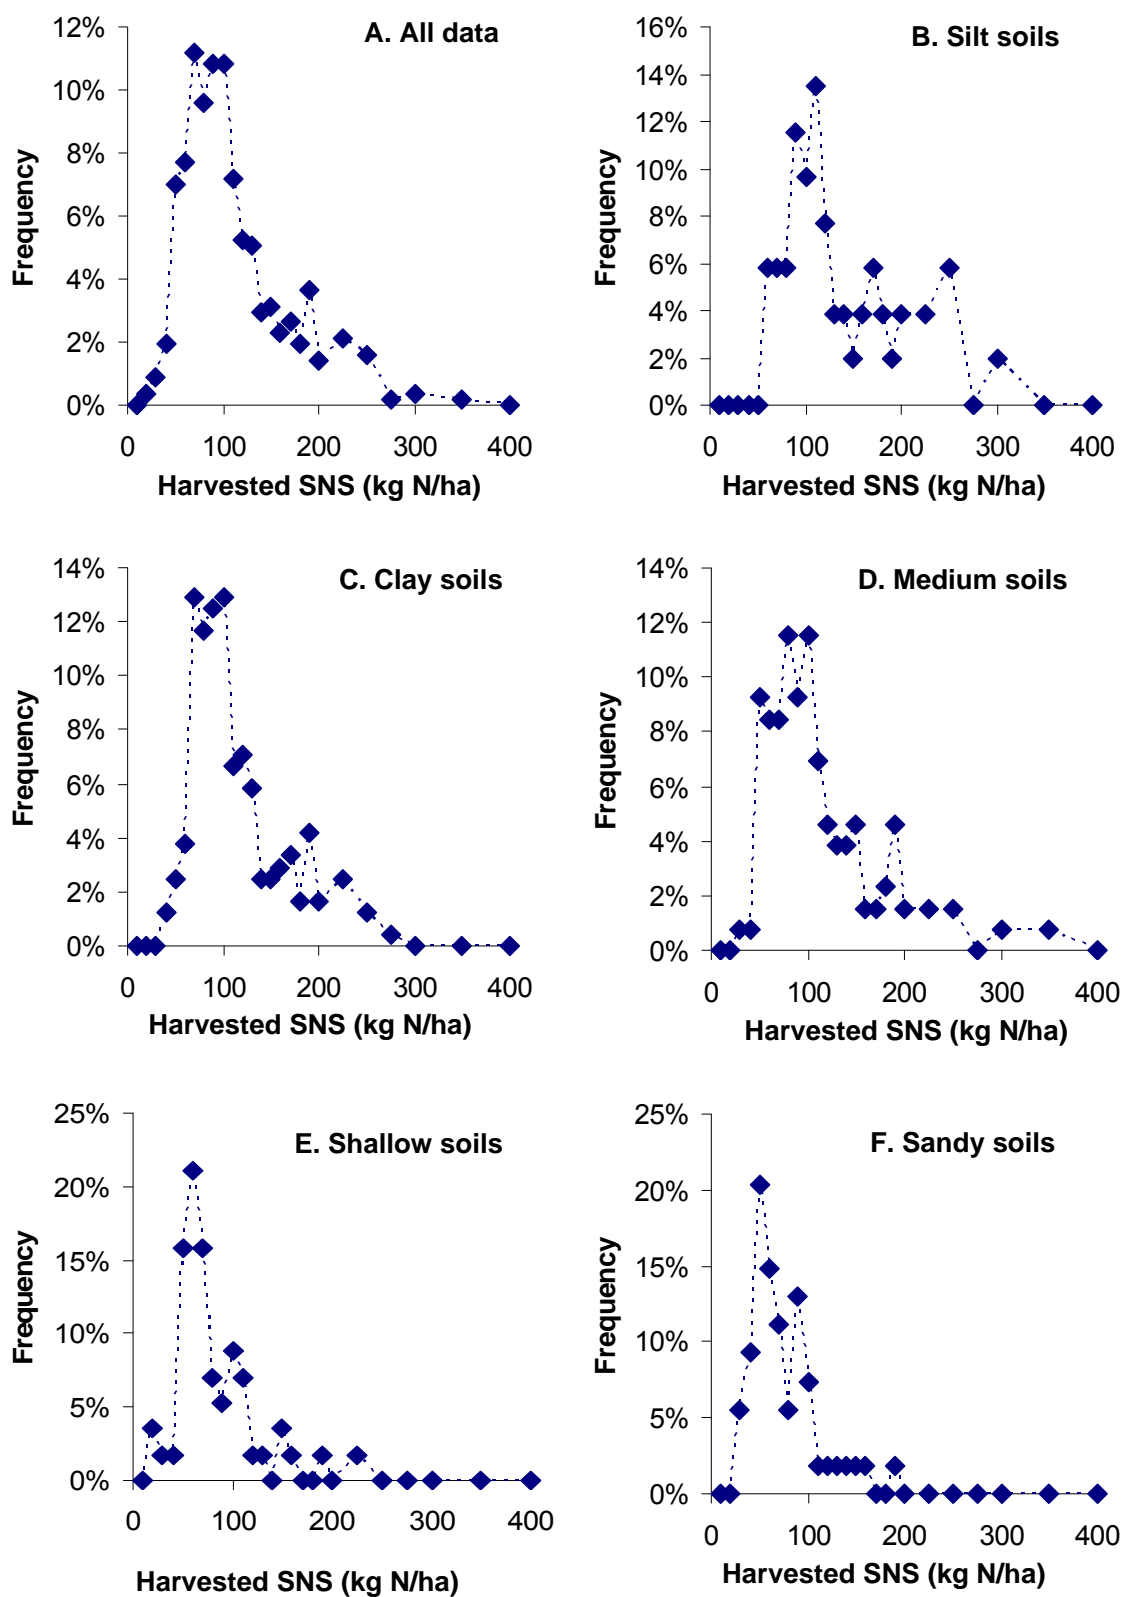 A. All data
12%
10%
8%
6%
4%
2%
0%
Frequency
0 100 200 300 400
Harvested SNS (kg N/ha)
B. Silt soils
16%
14%
12%
10%
8%
6%
4%
2%
0%
Frequency
0 100 200 300 400
Harvested SNS (kg N/ha)
C. Clay soils
14%
12%
10%
8%
6%
4%
2%
0%
Frequency
0 100 200 300 400
Harvested SNS (kg N/ha)
D. Medium soils
14%
12%
10%
8%
6%
4%
2%
0%
Frequency
0 100 200 300 400
Harvested SNS (kg N/ha)
E. Shallow soils
25%
20%
15%
10%
5%
0%
Frequency
0 100 200 300 400
Harvested SNS (kg N/ha)
F. Sandy soils
25%
20%
15%
10%
5%
0%
Frequency
0 100 200 300 400
Harvested SNS (kg N/ha)